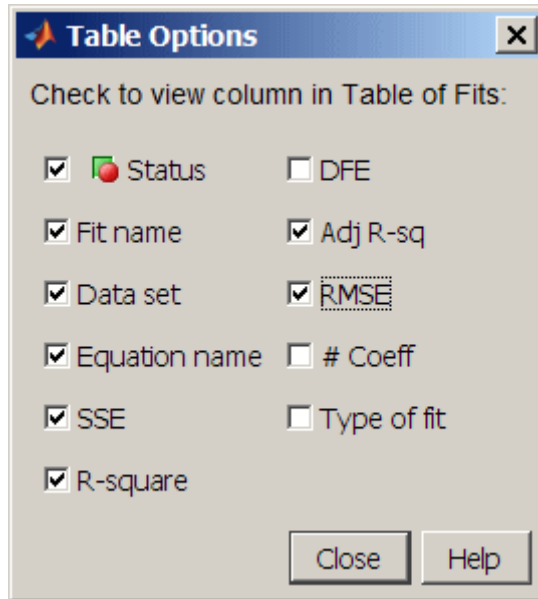 Table Options
Check to view column in Table of Fits:
Status
DFE
Fit name
Adj R-sq
Data set
RMSE
Equation name
# Coeff
SSE
Type of fit
R-square
Close
Help